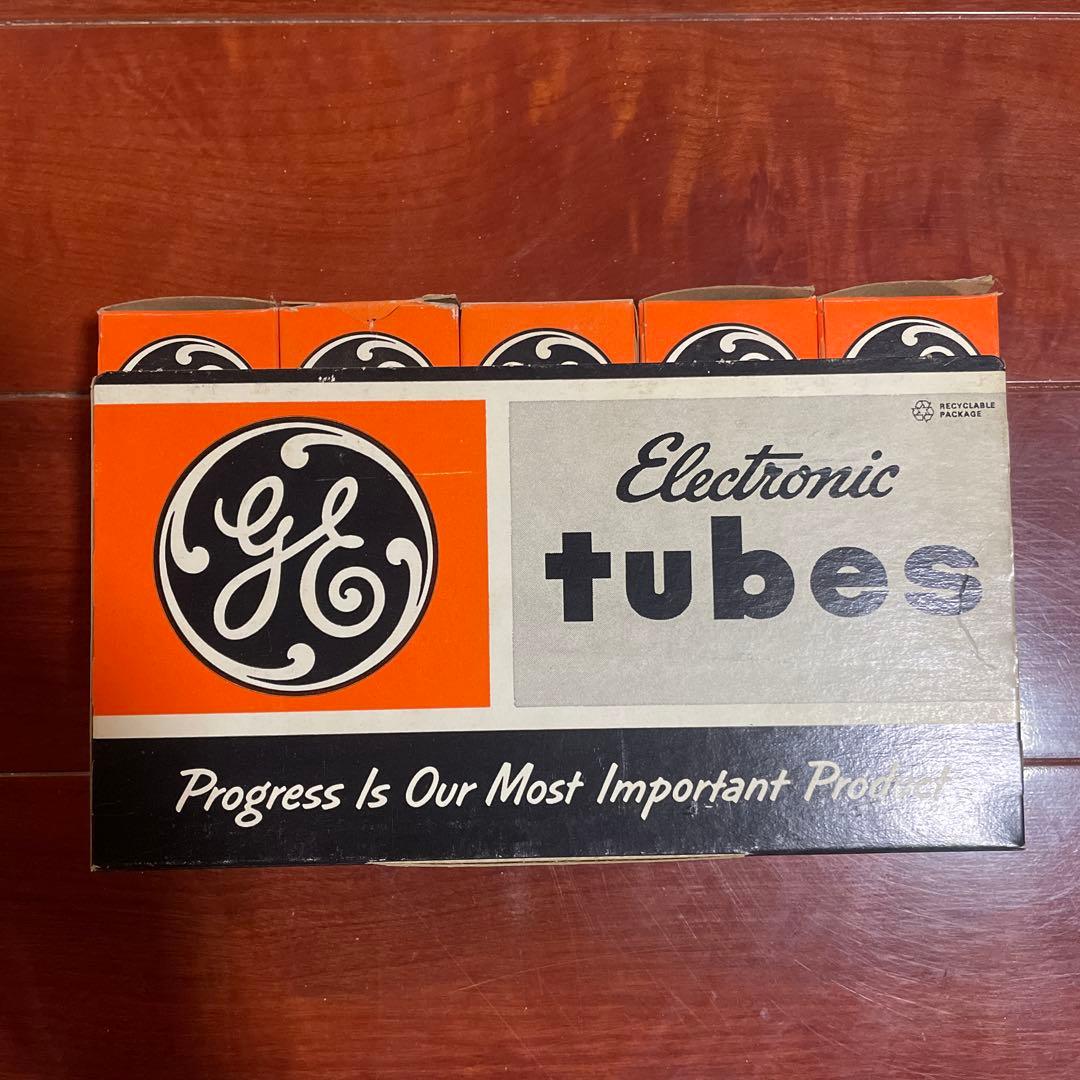 GE
RECYCLABLE
PACKAGE
Electronic
tubes
Progress Is Our Most Important Product